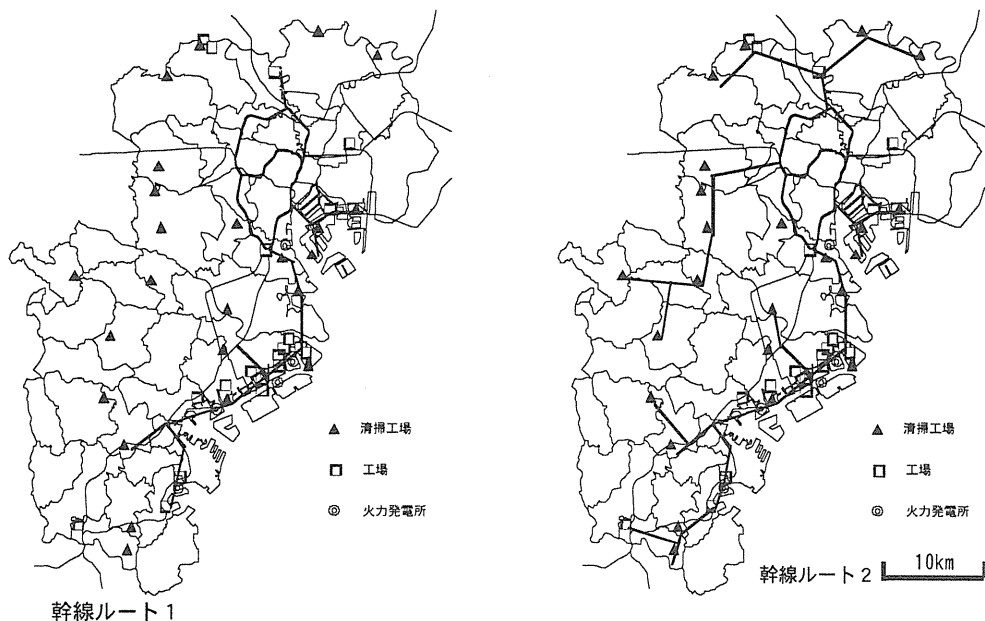 清掃工場
工場
火力発電所
幹線ルート1
清掃工場
工場
火力発電所
幹線ルート2
10km